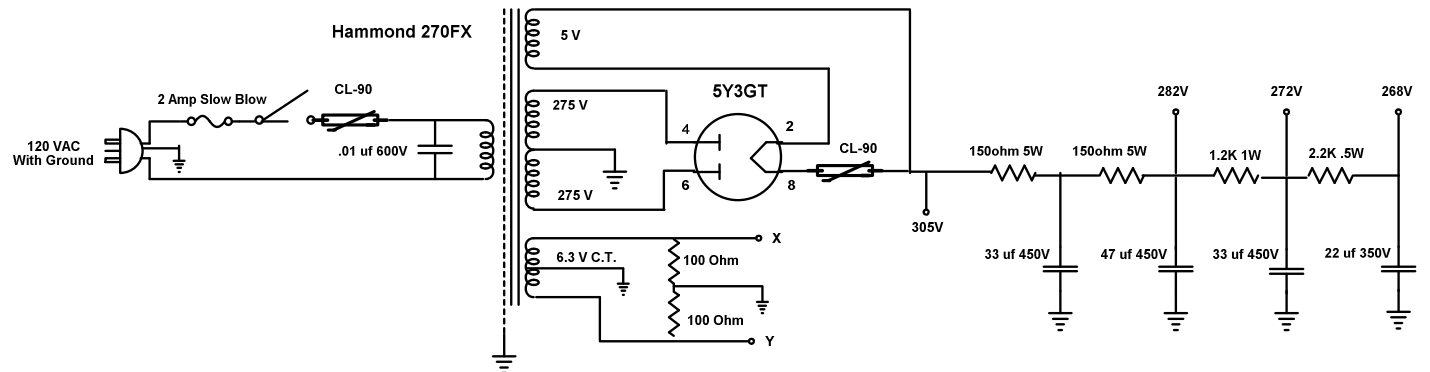 Hammond 270FX
5 V
2 Amp Slow Blow
CL-90
120 VAC
With Ground
.01 uf 600V
275 V
275 V
5Y3GT
4
2
6
8
CL-90
305V
150ohm 5W
150ohm 5W
282V
1.2K 1W
272V
2.2K .5W
268V
33 uf 450V
47 uf 450V
33 uf 450V
22 uf 350V
6.3 V C.T.
X
100 Ohm
100 Ohm
Y